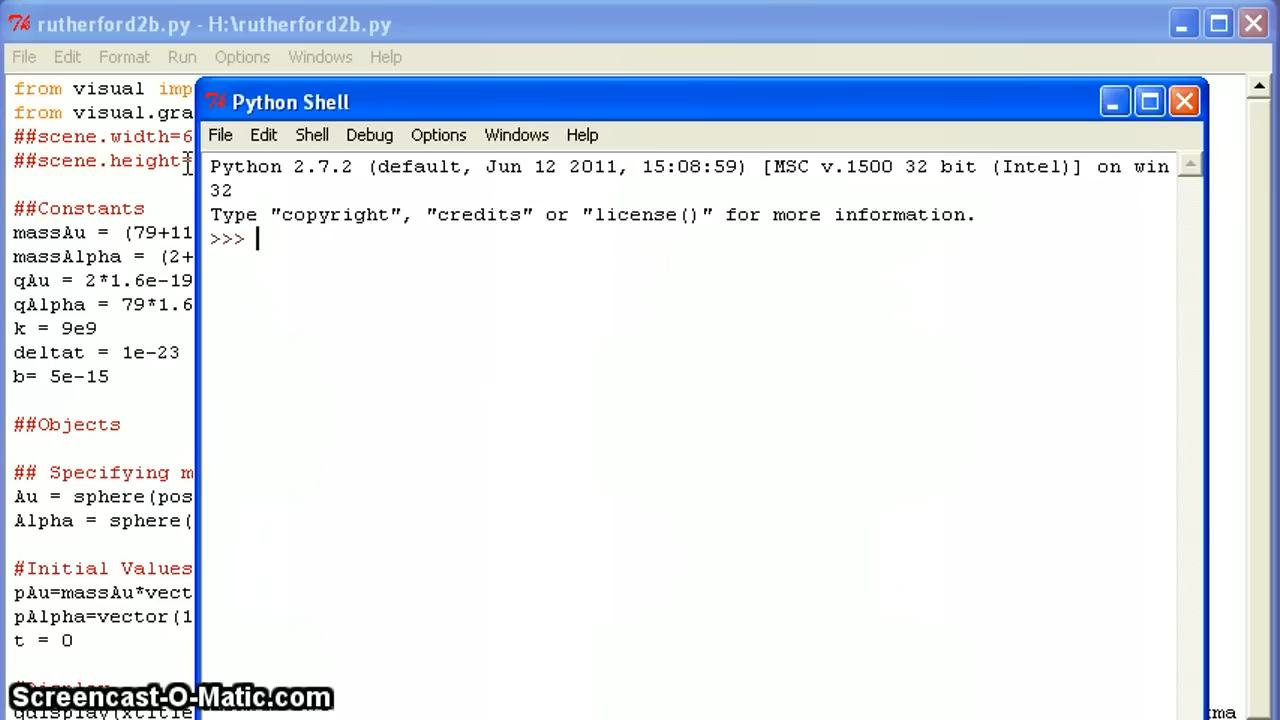 rutherford2b.py - H:\rutherford2b.py
File Edit Format Run Options Windows Help
from visual imp
from visual.gra
##scene.width=6
##scene.height=
##Constants
massAu = (79+11
massAlpha = (2+
qAu = 2*1.6e-19
qAlpha = 79*1.6
k = 9e9
deltat = 1e-23
b= 5e-15
##Objects
## Specifying m
Au = sphere(pos
Alpha = sphere(
#Initial Values
pAu=massAu*vect
pAlpha=vector(1
t = 0
Python Shell
File Edit Shell Debug Options Windows Help
Python 2.7.2 (default, Jun 12 2011, 15:08:59) [MSC v.1500 32 bit (Intel)] on win
32
Type "copyright", "credits" or "license()" for more information.
>>>
Screencast-O-Matic.com